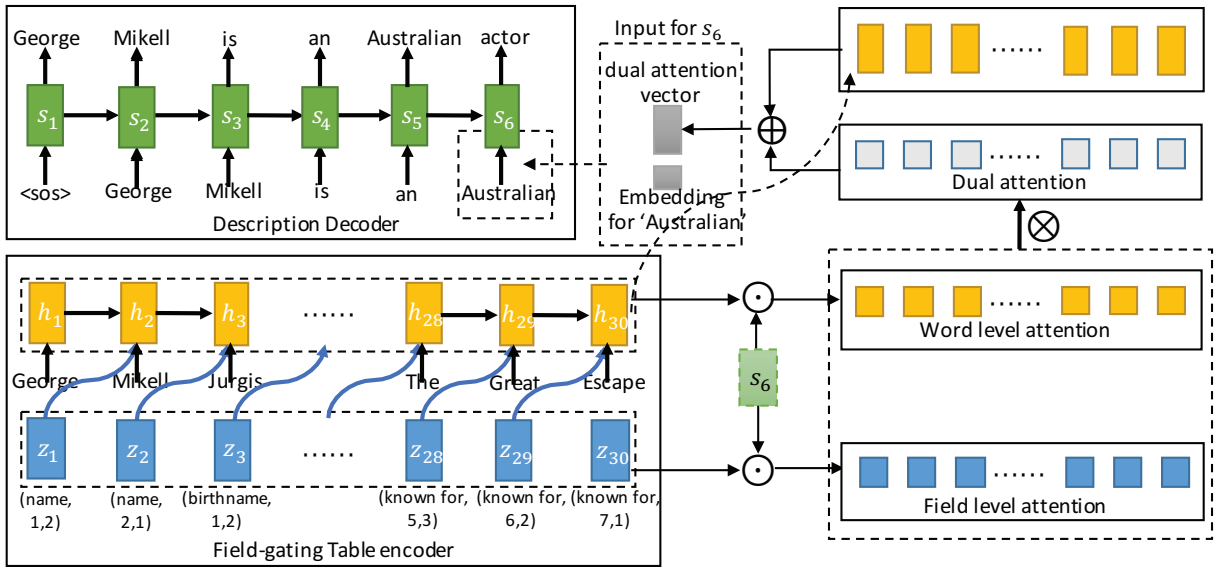 George Mikell is an Australian actor
s1 s2 s3 s4 s5 s6
<sos> George Mikell is an Australian
Description Decoder
Input for s6
dual attention
vector
Embedding
for 'Australian'
......
⊕
......
Dual attention
⊗
h1 h2 h3 ...... h28 h29 h30
George Mikell Jurgis The Great Escape
z1 z2 z3 ...... z28 z29 z30
(name, (name, (birthname, (known for, (known for, (known for,
1,2) 2,1) 1,2) 5,3) 6,2) 7,1)
Field-gating Table encoder
⊙
s6
⊙
......
Word level attention
......
Field level attention